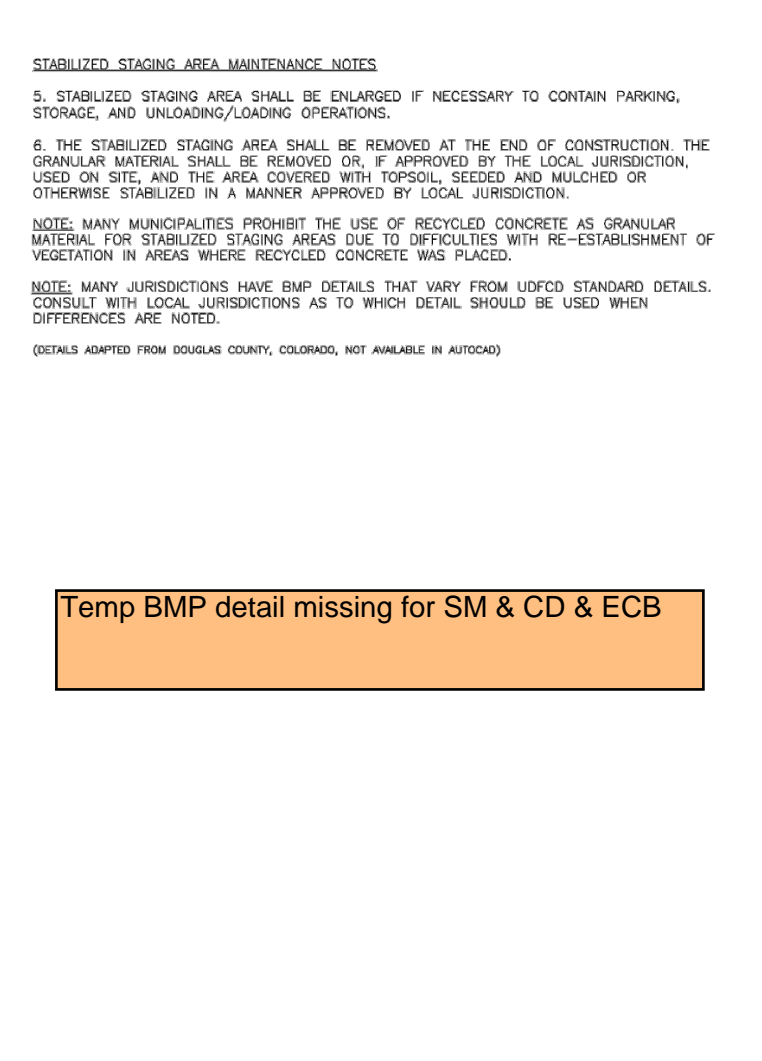 STABILIZED STAGING AREA MAINTENANCE NOTES
5. STABILIZED STAGING AREA SHALL BE ENLARGED IF NECESSARY TO CONTAIN PARKING,
STORAGE, AND UNLOADING/LOADING OPERATIONS.
6. THE STABILIZED STAGING AREA SHALL BE REMOVED AT THE END OF CONSTRUCTION. THE
GRANULAR MATERIAL SHALL BE REMOVED OR, IF APPROVED BY THE LOCAL JURISDICTION,
USED ON SITE, AND THE AREA COVERED WITH TOPSOIL, SEEDED AND MULCHED OR
OTHERWISE STABILIZED IN A MANNER APPROVED BY LOCAL JURISDICTION.
NOTE: MANY MUNICIPALITIES PROHIBIT THE USE OF RECYCLED CONCRETE AS GRANULAR
MATERIAL FOR STABILIZED STAGING AREAS DUE TO DIFFICULTIES WITH RE-ESTABLISHMENT OF
VEGETATION IN AREAS WHERE RECYCLED CONCRETE WAS PLACED.
NOTE: MANY JURISDICTIONS HAVE BMP DETAILS THAT VARY FROM UDFCD STANDARD DETAILS.
CONSULT WITH LOCAL JURISDICTIONS AS TO WHICH DETAIL SHOULD BE USED WHEN
DIFFERENCES ARE NOTED.
(DETAILS ADAPTED FROM DOUGLAS COUNTY, COLORADO, NOT AVAILABLE IN AUTOCAD)
Temp BMP detail missing for SM & CD & ECB